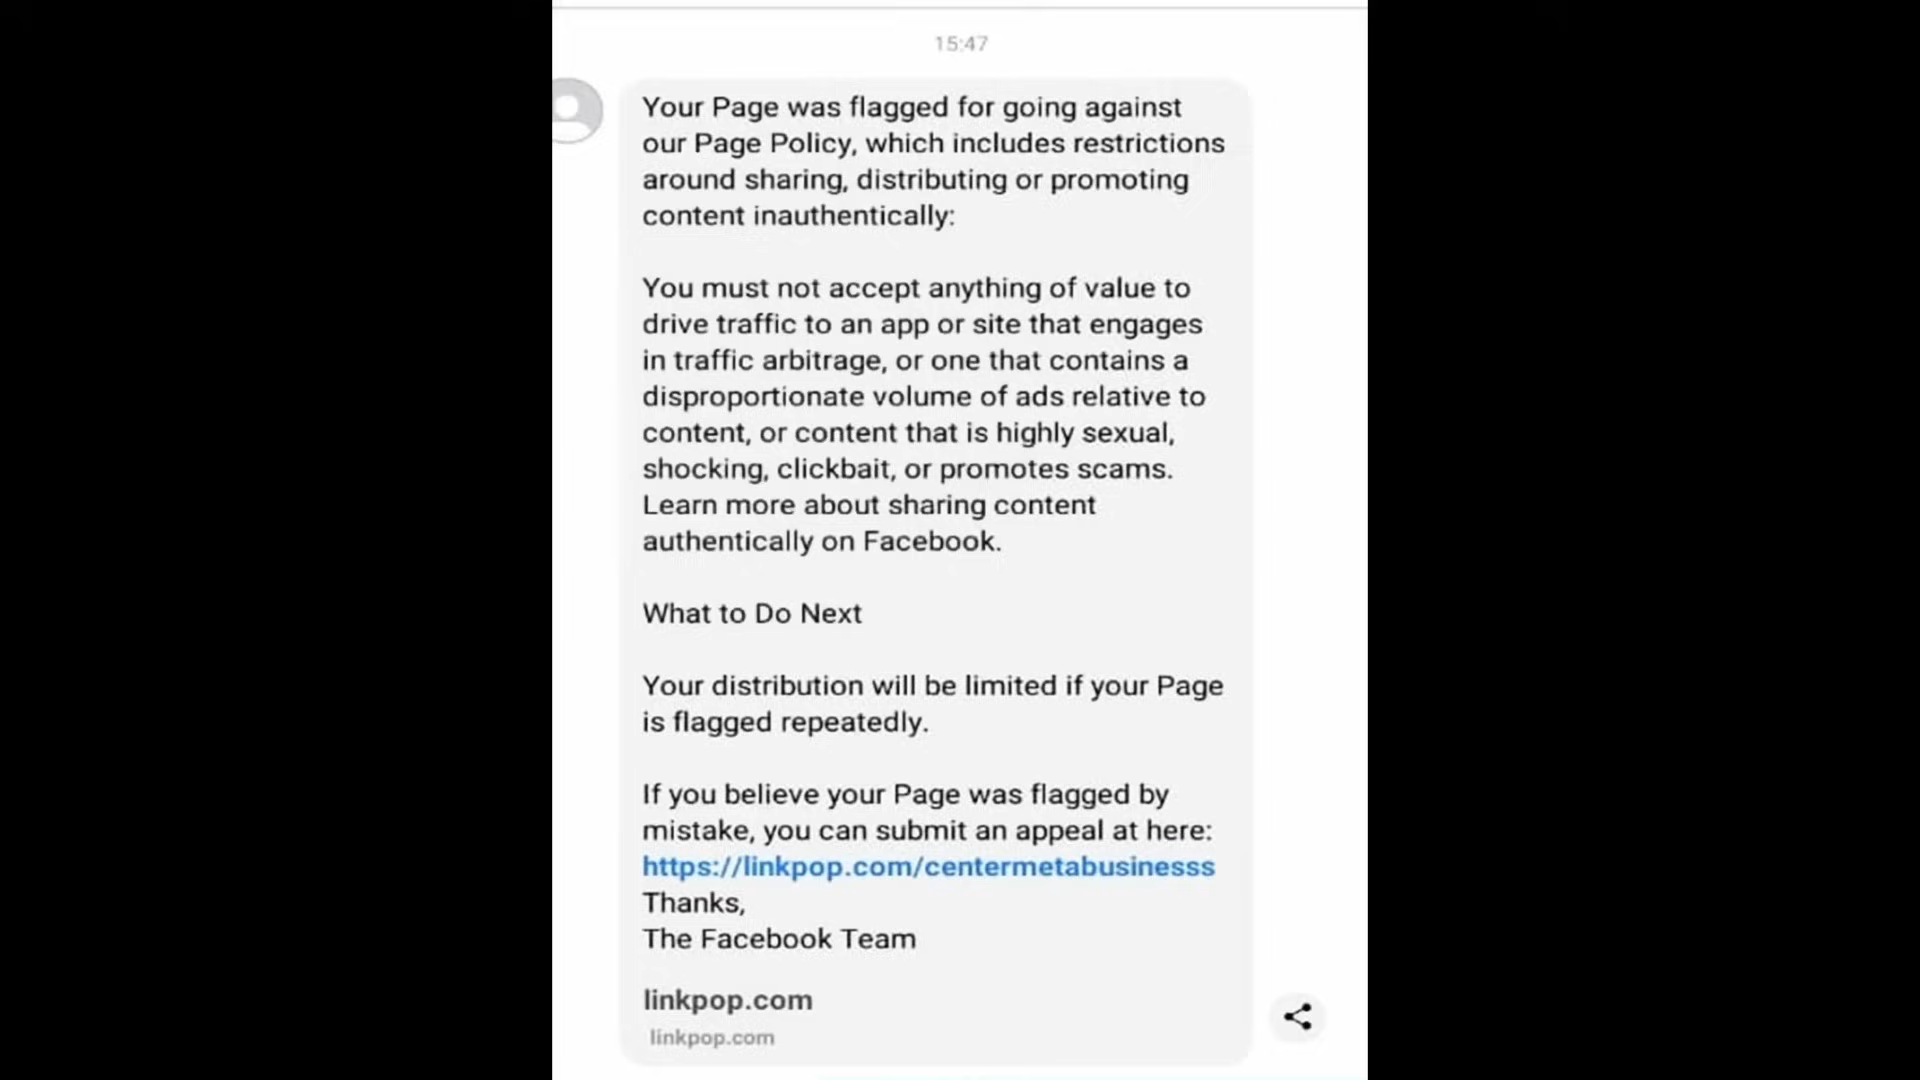 15:47
Your Page was flagged for going against
our Page Policy, which includes restrictions
around sharing, distributing or promoting
content inauthentically:
You must not accept anything of value to
drive traffic to an app or site that engages
in traffic arbitrage, or one that contains a
disproportionate volume of ads relative to
content, or content that is highly sexual,
shocking, clickbait, or promotes scams.
Learn more about sharing content
authentically on Facebook.
What to Do Next
Your distribution will be limited if your Page
is flagged repeatedly.
If you believe your Page was flagged by
mistake, you can submit an appeal at here:
https://linkpop.com/centermetabusinesss
Thanks,
The Facebook Team
linkpop.com
linkpop.com